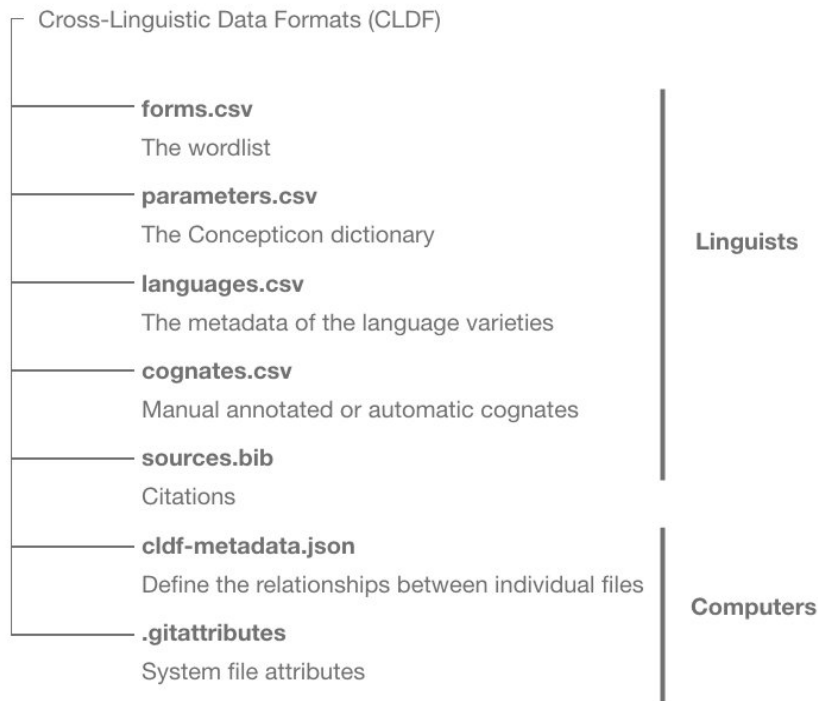 Cross-Linguistic Data Formats (CLDF)
forms.csv
The wordlist
parameters.csv
The Concepticon dictionary
languages.csv
The metadata of the language varieties
cognates.csv
Manual annotated or automatic cognates
sources.bib
Citations
Linguists
cldf-metadata.json
Define the relationships between individual files
.gitattributes
System file attributes
Computers